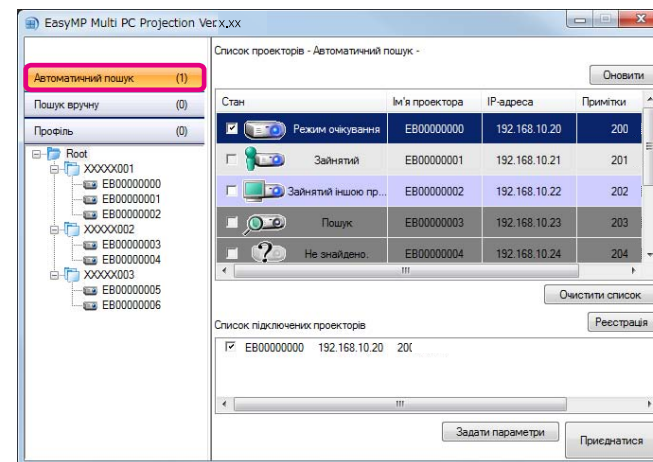 EasyMP Multi PC Projection Ver.x.xx
Список проекторів - Автоматичний пошук -
Оновити
Автоматичний пошук (1)
Пошук вручну (0)
Профіль (0)
Root
XXXXX001
EB00000000
EB00000001
EB00000002
XXXXX002
EB00000003
EB00000004
XXXXX003
EB00000005
EB00000006
Стан Ім'я проектора IP-адреса Примітки
Режим очікування EB00000000 192.168.10.20 200
Зайнятий EB00000001 192.168.10.21 201
Зайнятий іншою пр... EB00000002 192.168.10.22 202
Пошук EB00000003 192.168.10.23 203
Не знайдено. EB00000004 192.168.10.24 204
Очистити список
Список підключених проекторів
Реєстрація
EB00000000 192.168.10.20 200
Задати параметри
Приєднатися